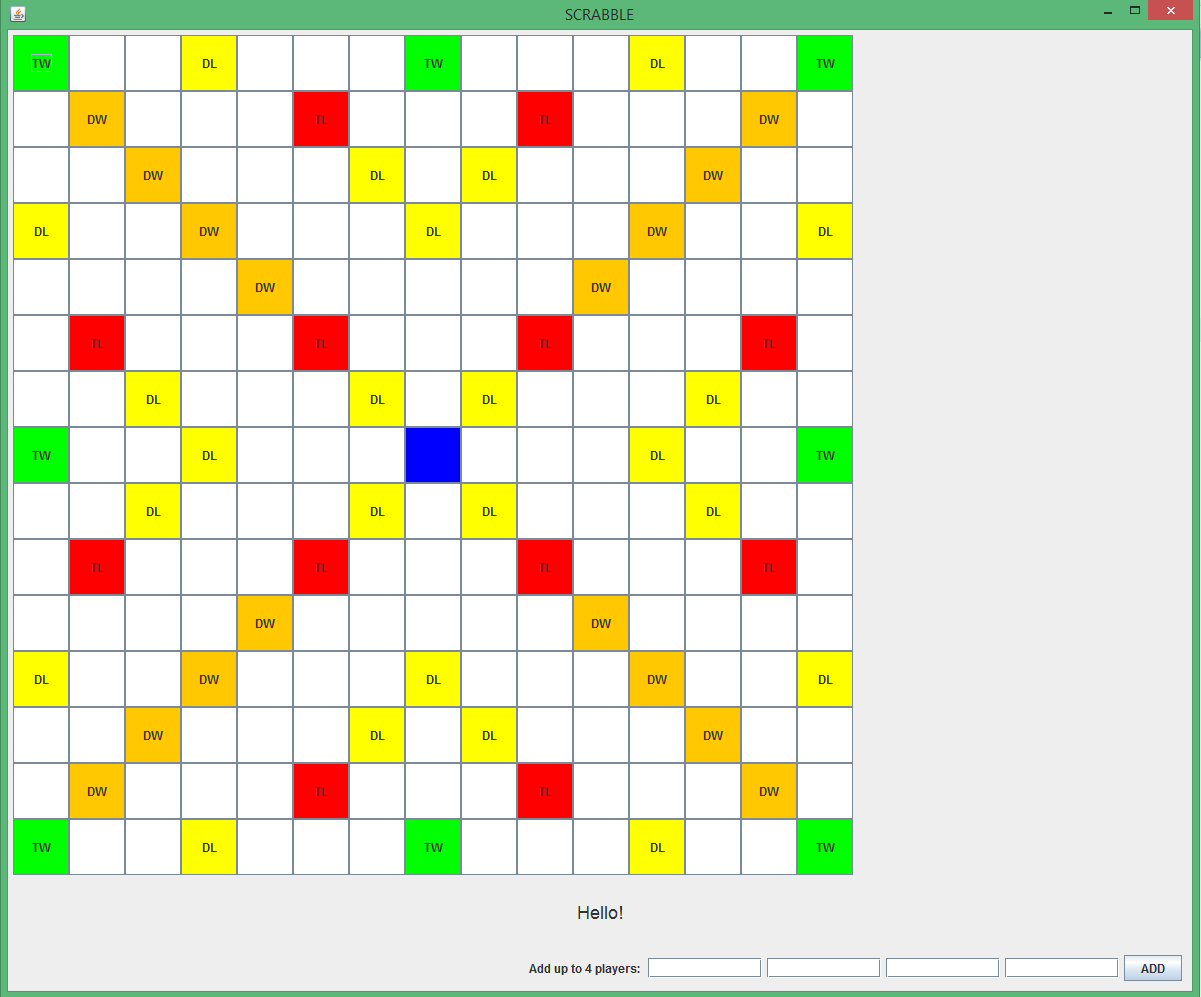 SCRABBLE
TW DL TW DL TW
DW TL TL DW
DW DL DL DW
DL DW DL DW DL
DW DW
TL TL TL TL
DL DL DL DL
TW DL DL TW
DL DL DL DL
TL TL TL TL
DW DW
DL DW DL DW DL
DW DL DL DW
DW TL TL DW
TW DL TW DL TW
Hello!
Add up to 4 players: ADD